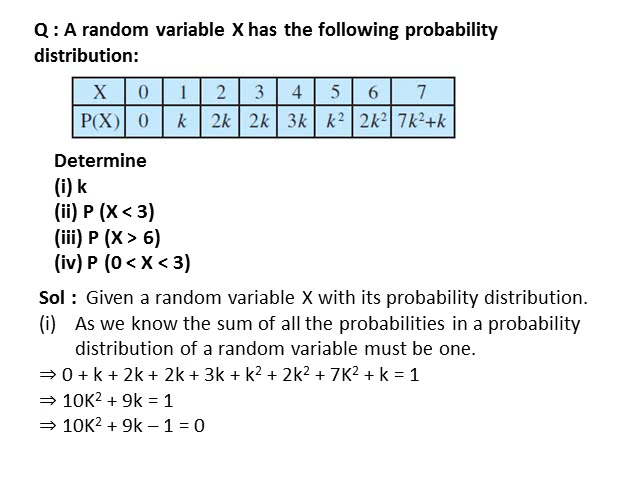 Q : A random variable X has the following probability
distribution:
X 0 1 2 3 4 5 6 7
P(X) 0 k 2k 2k 3k k² 2k² 7k²+k
Determine
(i) k
(ii) P (X < 3)
(iii) P (X > 6)
(iv) P (0 < X < 3)
Sol : Given a random variable X with its probability distribution.
(i) As we know the sum of all the probabilities in a probability
distribution of a random variable must be one.
⇒ 0 + k + 2k + 2k + 3k + k² + 2k² + 7K² + k = 1
⇒ 10K² + 9k = 1
⇒ 10K² + 9k – 1 = 0